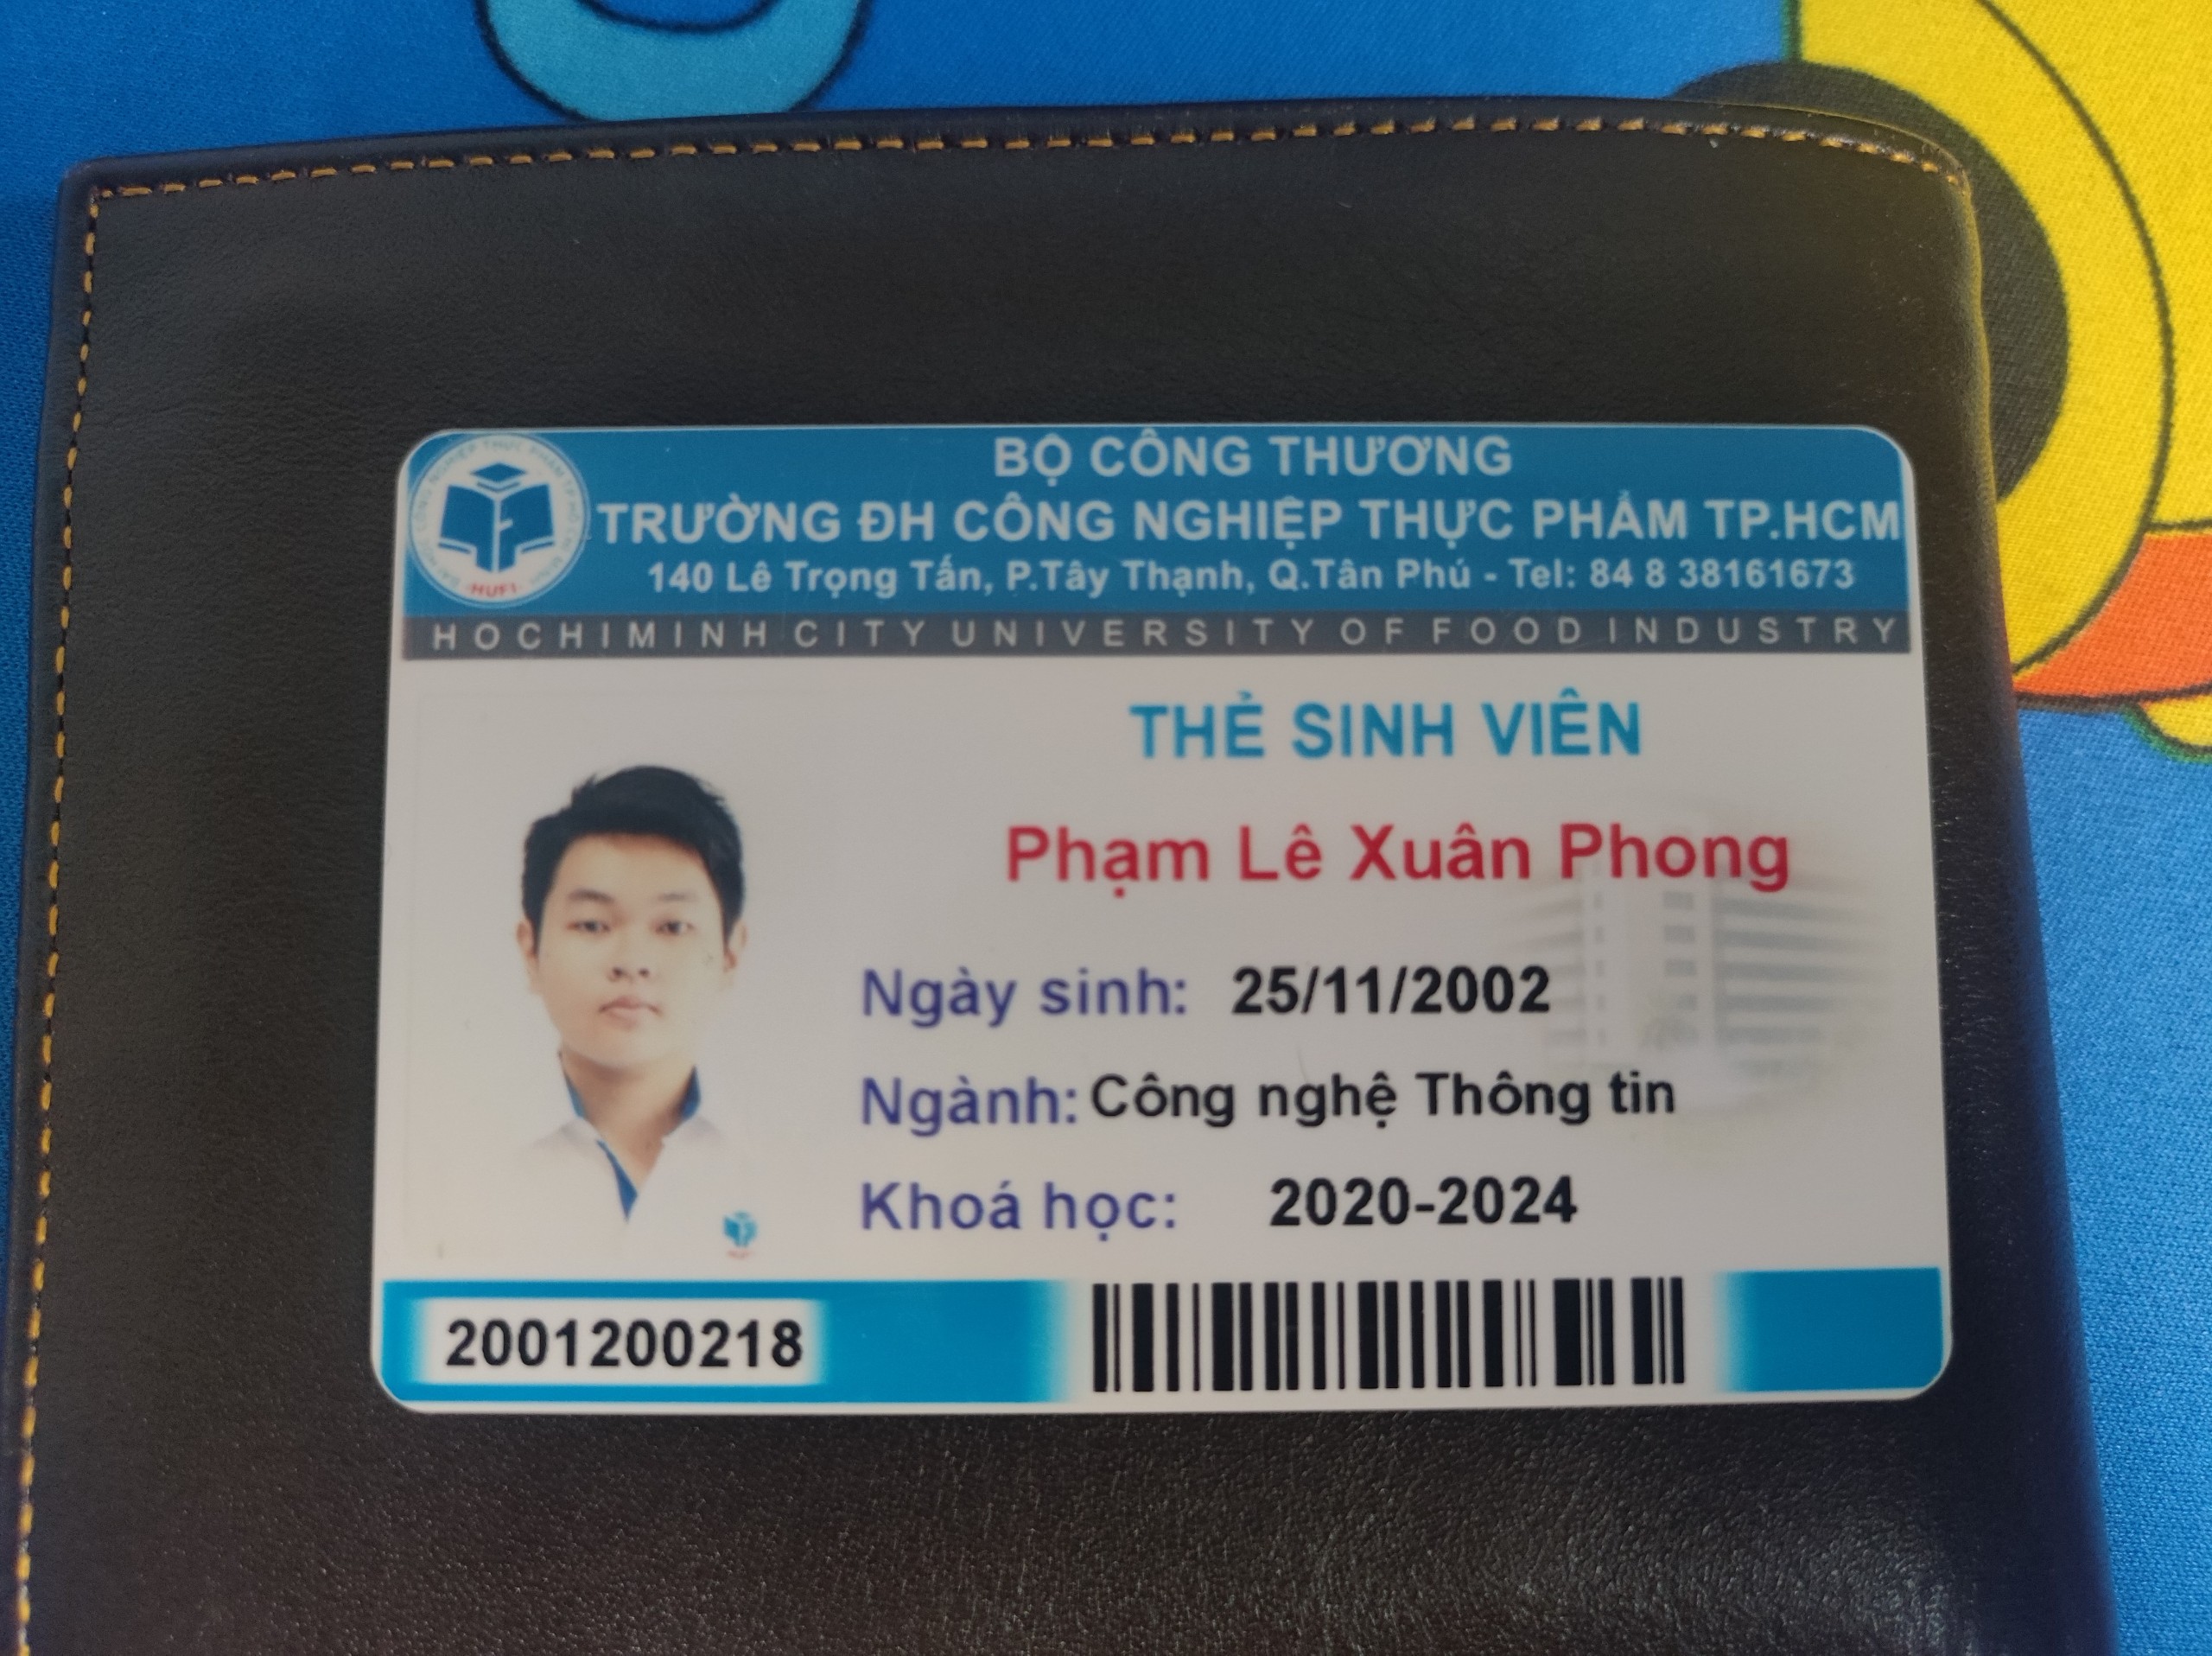 BỘ CÔNG THƯƠNG
TRƯỜNG ĐH CÔNG NGHIỆP THỰC PHẨM TP.HCM
140 Lê Trọng Tấn, P.Tây Thạnh, Q.Tân Phú - Tel: 84 8 38161673
HUFI
HOCHIMINH CITY UNIVERSITY OF FOOD INDUSTRY
THẺ SINH VIÊN
Phạm Lê Xuân Phong
Ngày sinh: 25/11/2002
Ngành: Công nghệ Thông tin
Khoá học: 2020-2024
2001200218